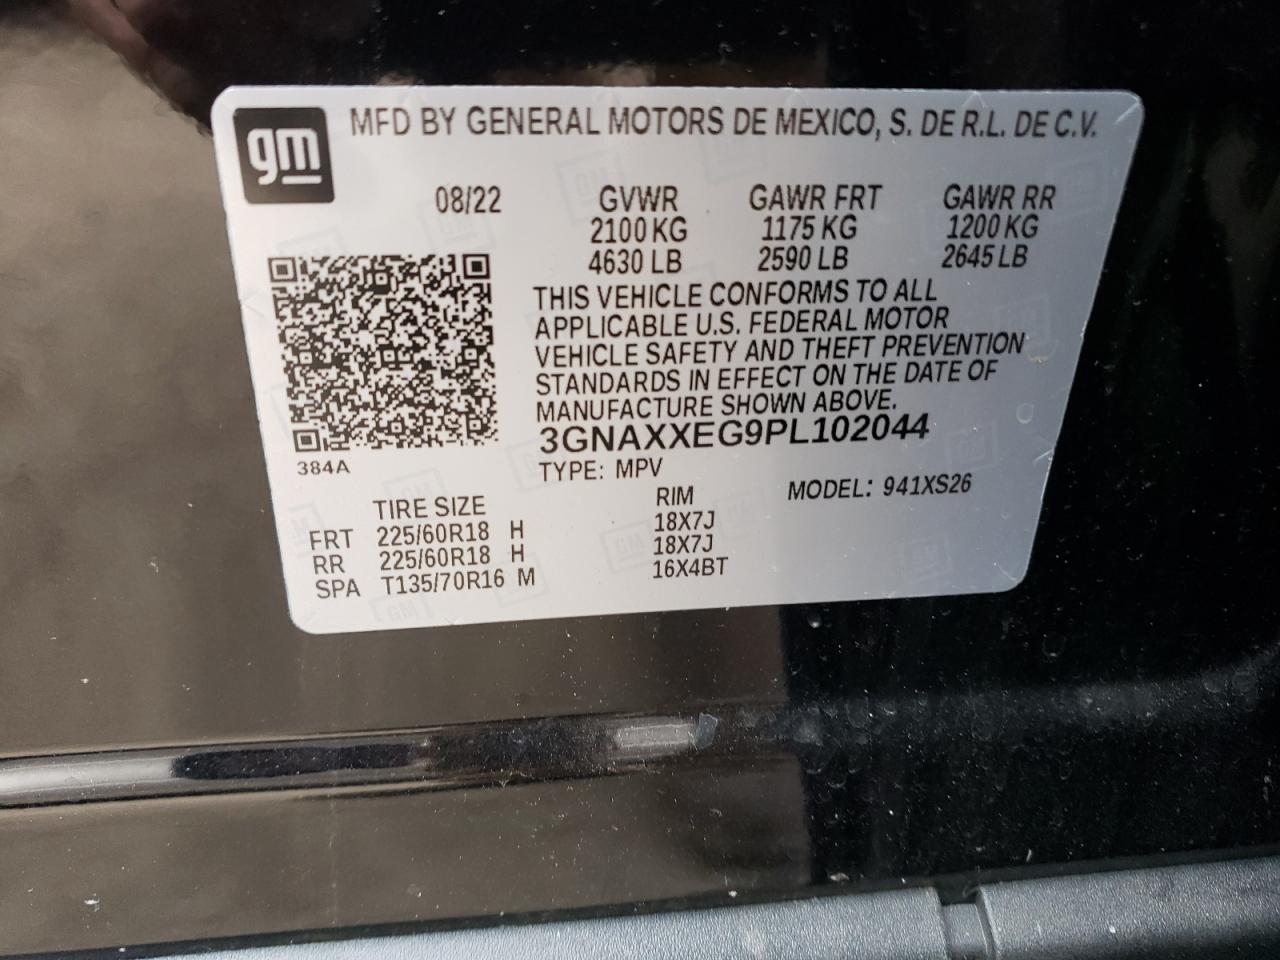 gm
MFD BY GENERAL MOTORS DE MEXICO, S. DE R.L. DE C.V.
08/22 GVWR GAWR FRT GAWR RR
2100 KG 1175 KG 1200 KG
4630 LB 2590 LB 2645 LB
THIS VEHICLE CONFORMS TO ALL
APPLICABLE U.S. FEDERAL MOTOR
VEHICLE SAFETY AND THEFT PREVENTION
STANDARDS IN EFFECT ON THE DATE OF
MANUFACTURE SHOWN ABOVE.
3GNAXXEG9PL102044
384A
TYPE: MPV
MODEL: 941XS26
TIRE SIZE RIM
FRT 225/60R18 H 18X7J
RR 225/60R18 H 18X7J
SPA T135/70R16 M 16X4BT